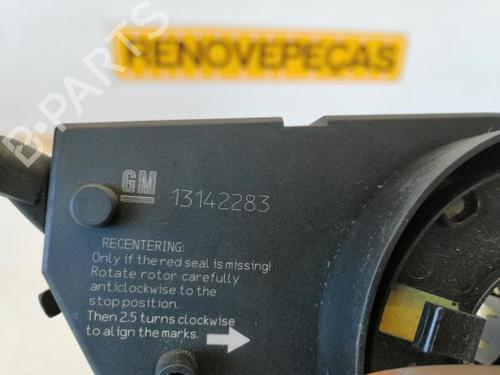 RENOVEPEÇAS
B-PARTS
GM 13142283
RECENTERING:
Only if the red seal is missing!
Rotate rotor carefully
anticlockwise to the
stop position.
Then 2.5 turns clockwise
to align the marks.